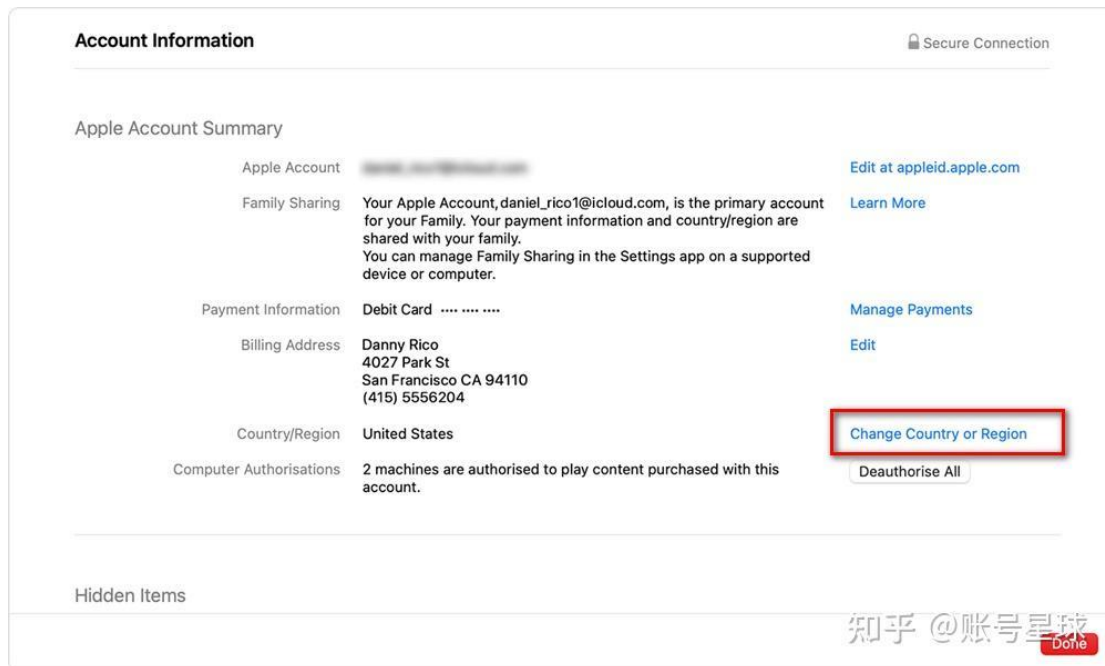 Account Information
Secure Connection
Apple Account Summary
Apple Account
Edit at appleid.apple.com
Family Sharing
Your Apple Account, daniel_rico1@icloud.com, is the primary account
for your Family. Your payment information and country/region are
shared with your family.
You can manage Family Sharing in the Settings app on a supported
device or computer.
Learn More
Payment Information
Debit Card •••• •••• ••••
Manage Payments
Billing Address
Danny Rico
4027 Park St
San Francisco CA 94110
(415) 5556204
Edit
Country/Region
United States
Change Country or Region
Computer Authorisations
2 machines are authorised to play content purchased with this
account.
Deauthorise All
Hidden Items
知乎 @账号星球
Done